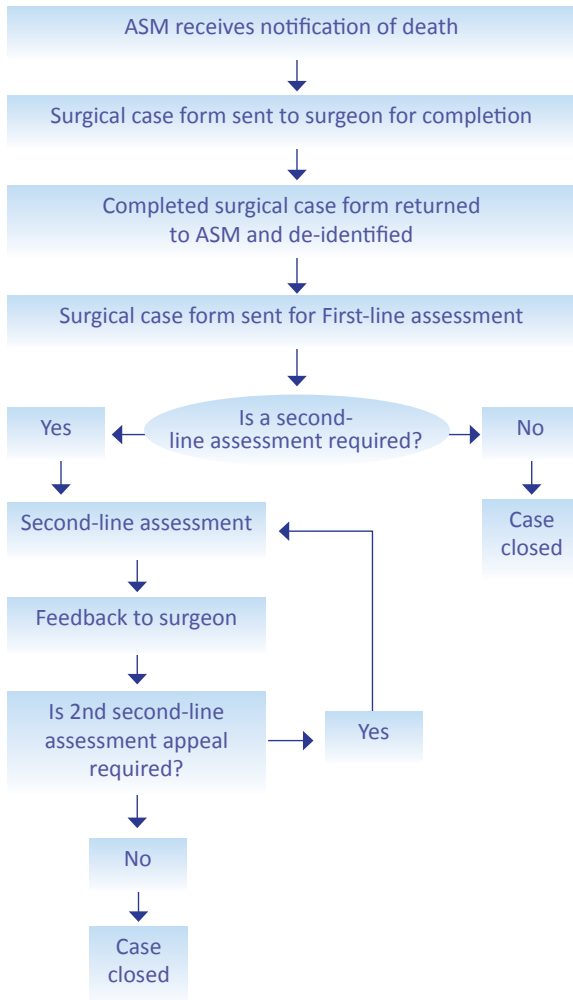 ASM receives notification of death
Surgical case form sent to surgeon for completion
Completed surgical case form returned
to ASM and de-identified
Surgical case form sent for First-line assessment
Is a second-
line assessment required?
Yes
No
Second-line assessment
Case
closed
Feedback to surgeon
Is 2nd second-line
assessment appeal
required?
Yes
No
Case
closed